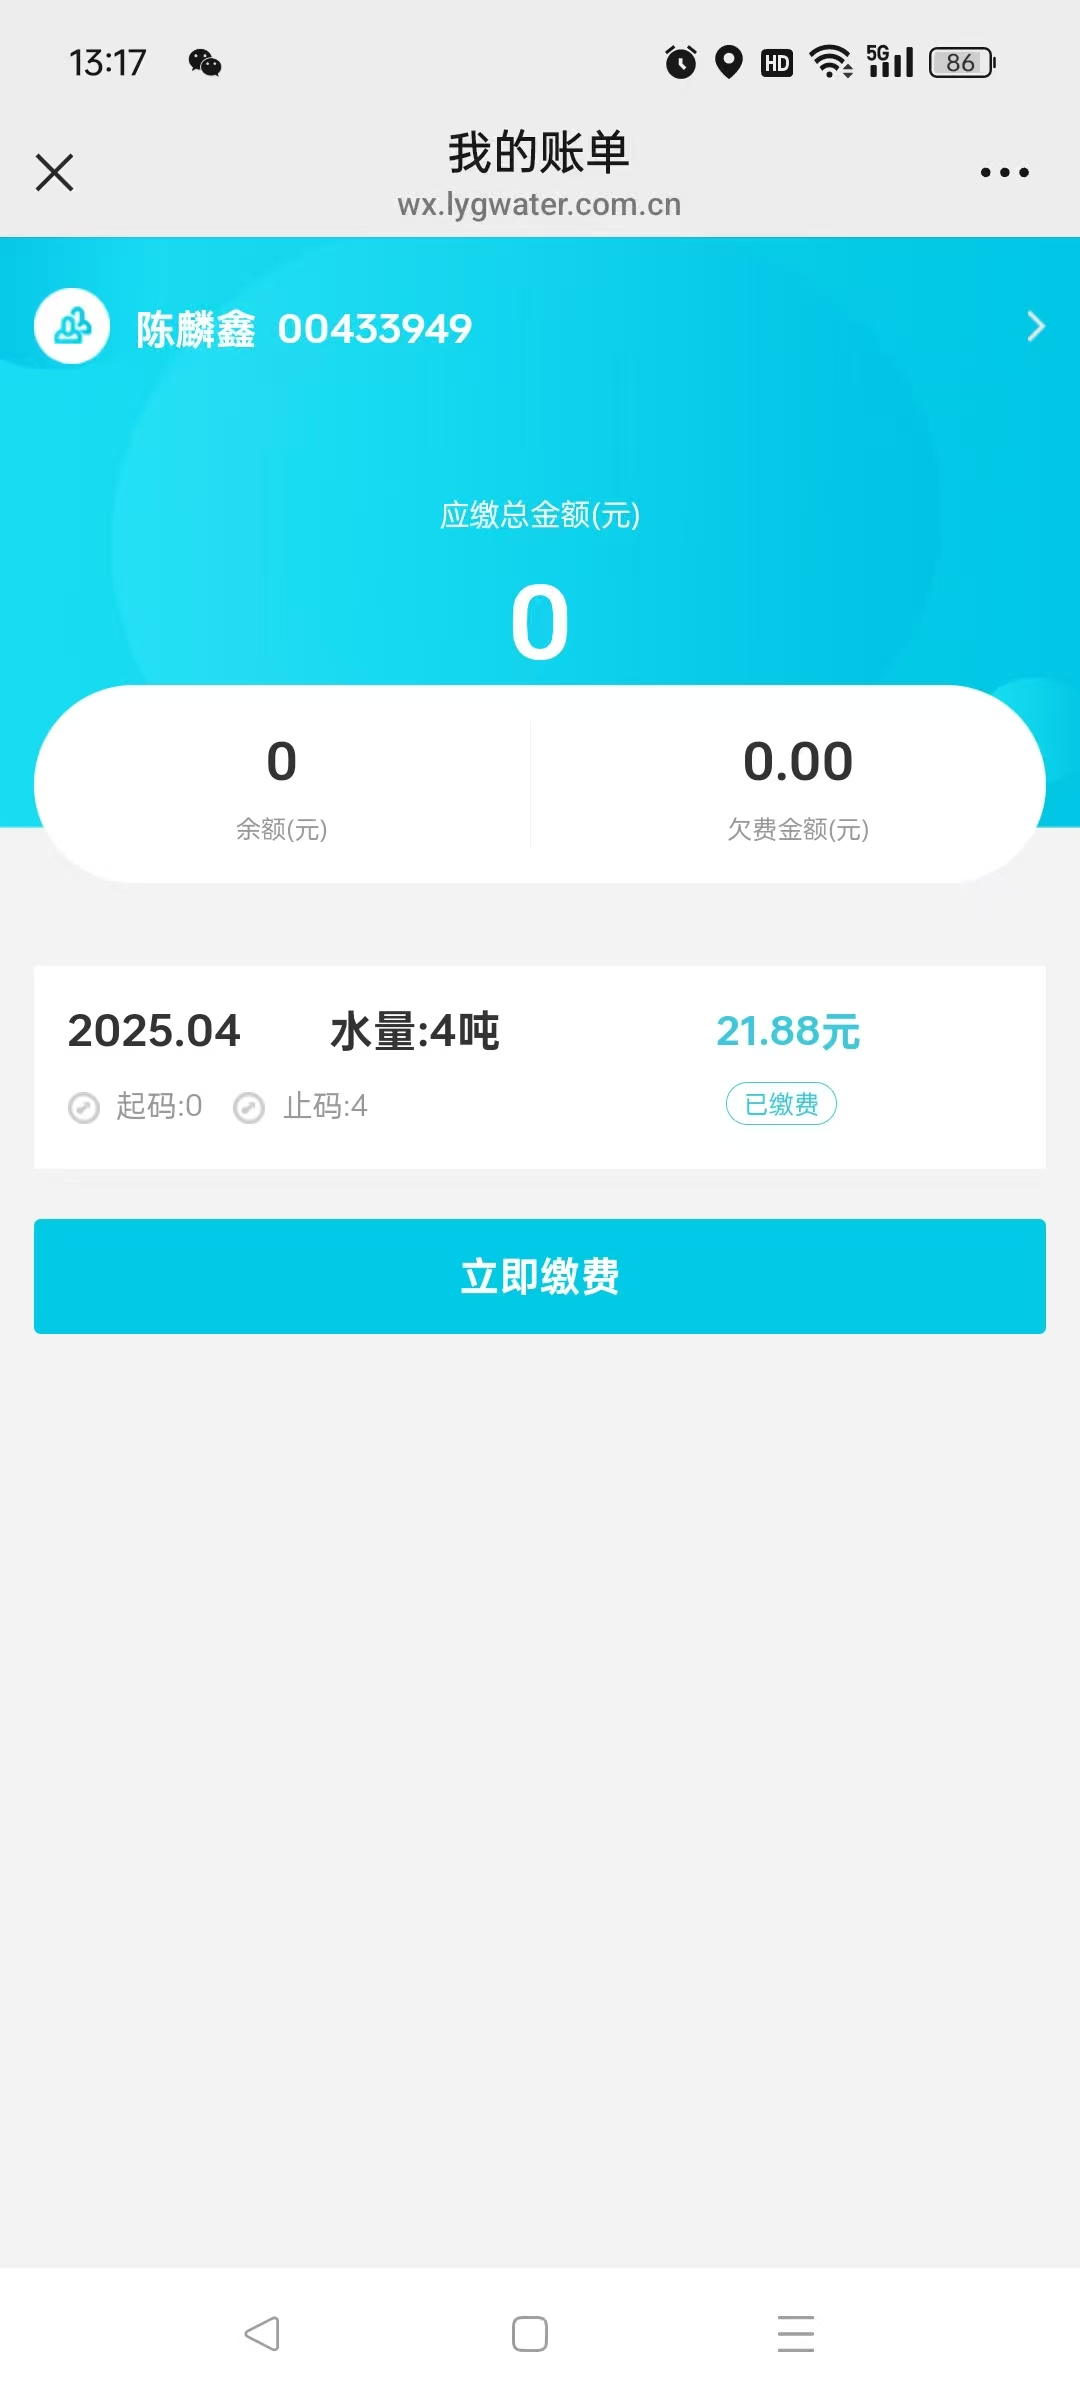 13:17 HD 5G 86
我的账单
wx.lygwater.com.cn
陈麟鑫 00433949
应缴总金额(元)
0
0 0.00
余额(元) 欠费金额(元)
2025.04 水量:4吨 21.88元
起码:0 止码:4 已缴费
立即缴费